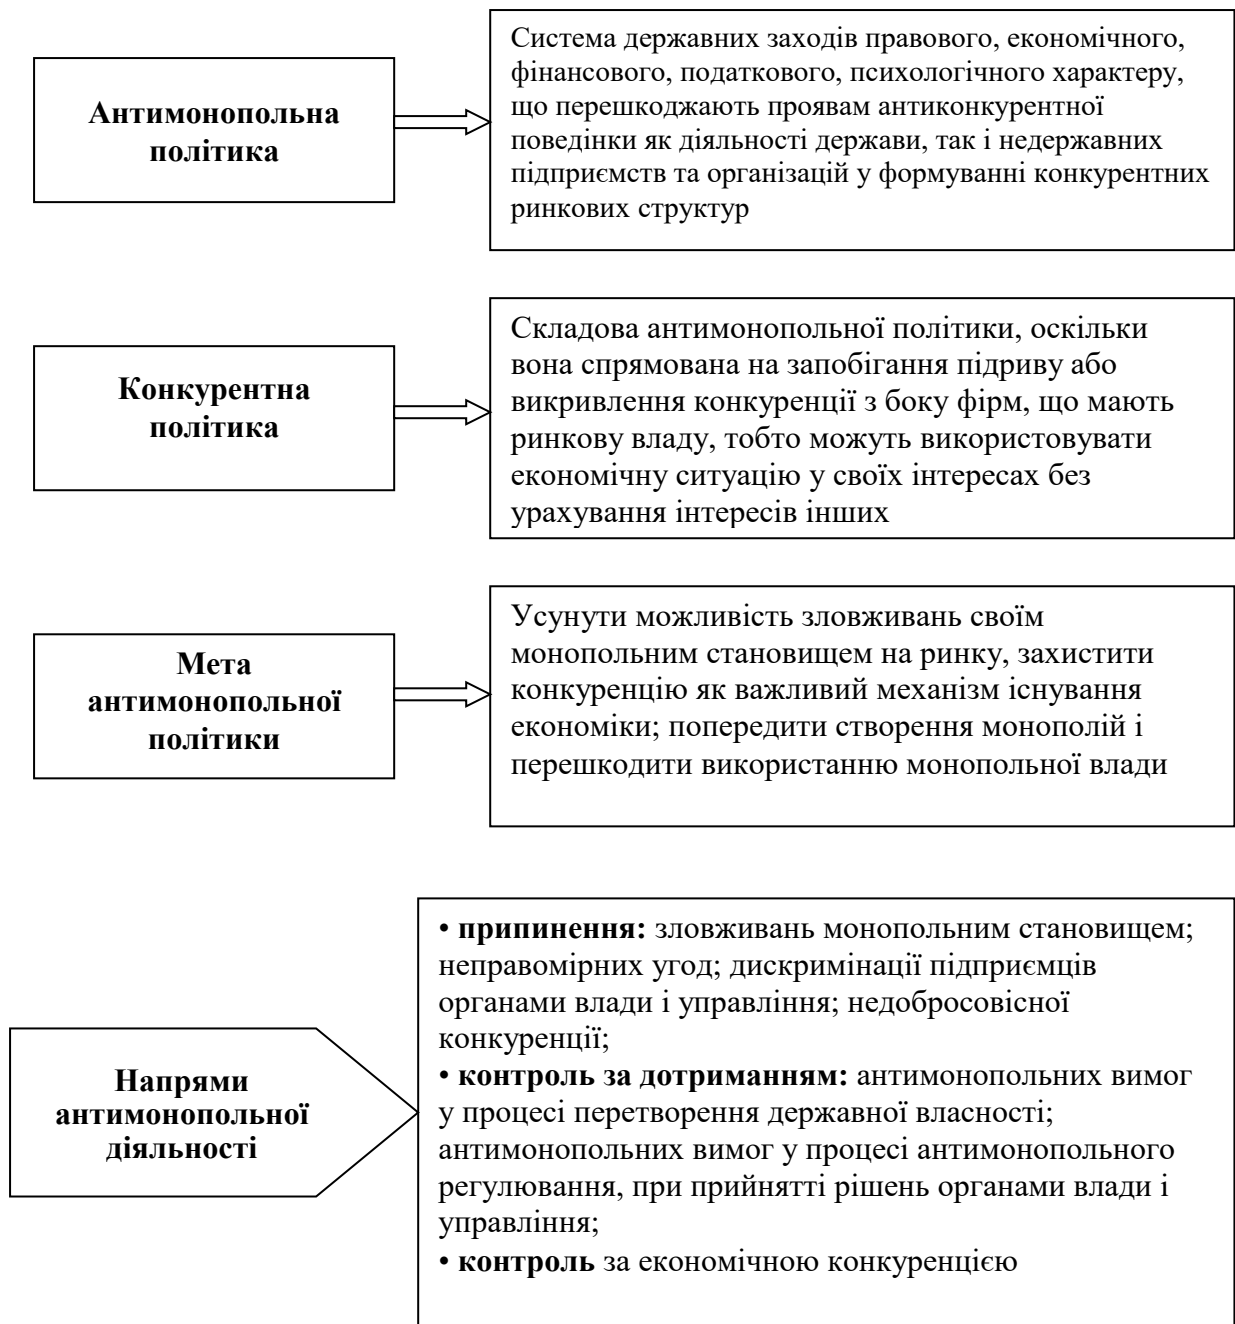 Антимонопольна
політика
Система державних заходів правового, економічного,
фінансового, податкового, психологічного характеру,
що перешкоджають проявам антиконкурентної
поведінки як діяльності держави, так і недержавних
підприємств та організацій у формуванні конкурентних
ринкових структур
Конкурентна
політика
Складова антимонопольної політики, оскільки
вона спрямована на запобігання підриву або
викривлення конкуренції з боку фірм, що мають
ринкову владу, тобто можуть використовувати
економічну ситуацію у своїх інтересах без
урахування інтересів інших
Мета
антимонопольної
політики
Усунути можливість зловживань своїм
монопольним становищем на ринку, захистити
конкуренцію як важливий механізм існування
економіки; попередити створення монополій і
перешкодити використанню монопольної влади
Напрями
антимонопольної
діяльності
• припинення: зловживань монопольним становищем;
неправомірних угод; дискримінації підприємців
органами влади і управління; недобросовісної
конкуренції;
• контроль за дотриманням: антимонопольних вимог
у процесі перетворення державної власності;
антимонопольних вимог у процесі антимонопольного
регулювання, при прийнятті рішень органами влади і
управління;
• контроль за економічною конкуренцією